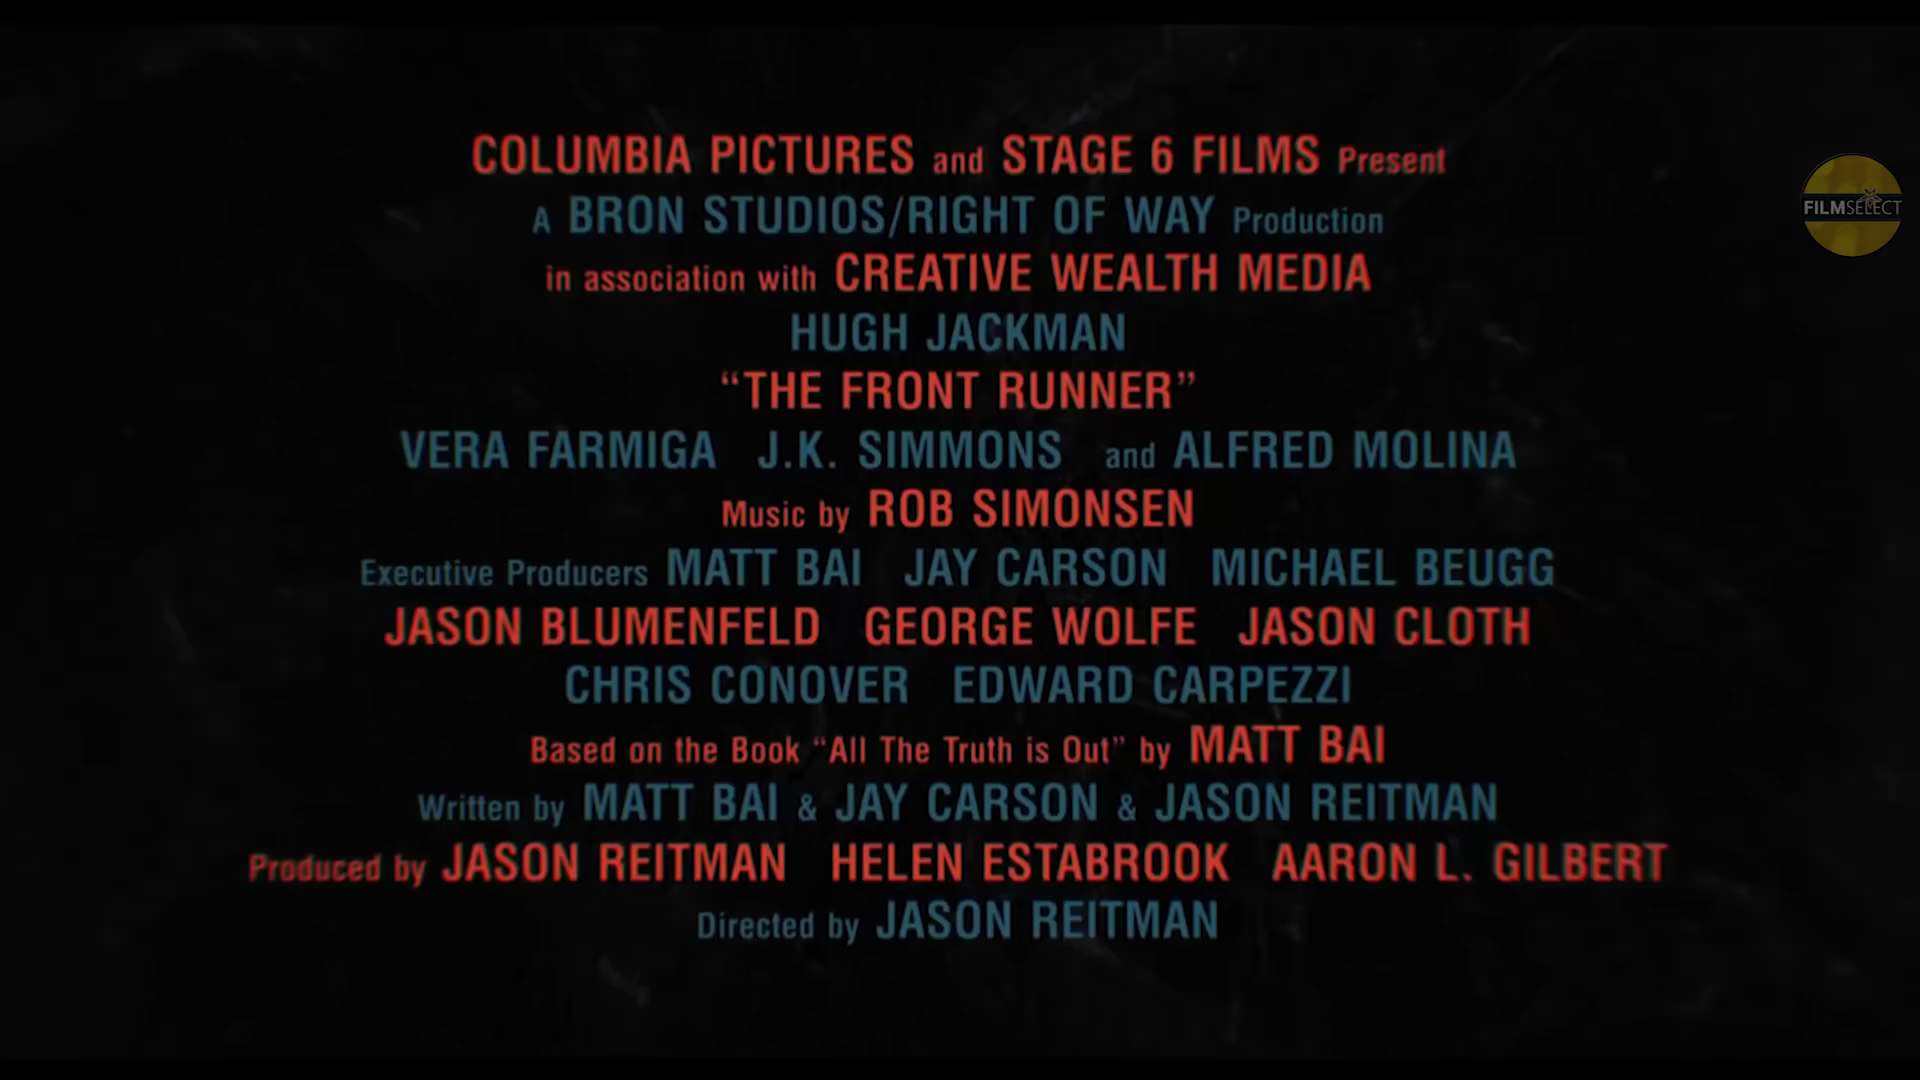 COLUMBIA PICTURES and STAGE 6 FILMS Present
A BRON STUDIOS/RIGHT OF WAY Production
in association with CREATIVE WEALTH MEDIA
HUGH JACKMAN
“THE FRONT RUNNER”
VERA FARMIGA J.K. SIMMONS and ALFRED MOLINA
Music by ROB SIMONSEN
Executive Producers MATT BAI JAY CARSON MICHAEL BEUGG
JASON BLUMENFELD GEORGE WOLFE JASON CLOTH
CHRIS CONOVER EDWARD CARPEZZI
Based on the Book “All The Truth is Out” by MATT BAI
Written by MATT BAI & JAY CARSON & JASON REITMAN
Produced by JASON REITMAN HELEN ESTABROOK AARON L. GILBERT
Directed by JASON REITMAN
FILMSELECT